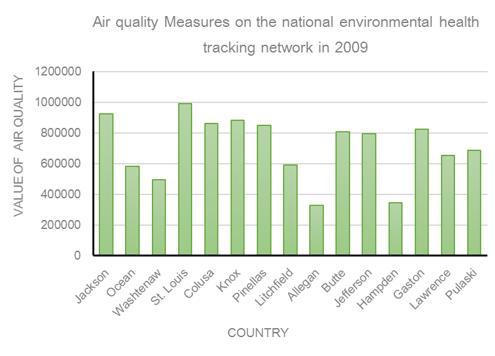 Air quality Measures on the national environmental health
tracking network in 2009
VALUE OF AIR QUALITY
1200000
1000000
800000
600000
400000
200000
0
Jackson
Ocean
Washtenaw
St. Louis
Colusa
Knox
Pinellas
Litchfield
Allegan
Butte
Jefferson
Hampden
Gaston
Lawrence
Pulaski
COUNTRY